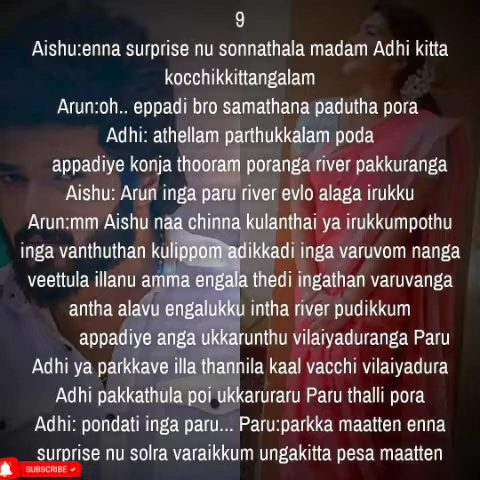 9
Aishu:enna surprise nu sonnathala madam Adhi kitta
kocchikkittangalam
Arun:oh.. eppadi bro samathana padutha pora
Adhi: athellam parthukkalam poda
appadiye konja thooram poranga river pakkuranga
Aishu: Arun inga paru river evlo alaga irukku
Arun:mm Aishu naa chinna kulanthai ya irukkumpothu
inga vanthuthan kulippom adikkadi inga varuvom nanga
veettula illanu amma engala thedi ingathan varuvanga
antha alavu engalukku intha river pudikkum
appadiye anga ukkarunthu vilaiyaduranga Paru
Adhi ya parkkave illa thannila kaal vacchi vilaiyadura
Adhi pakkathula poi ukkaruraru Paru thalli pora
Adhi: pondati inga paru... Paru:parkka maatten enna
surprise nu solra varaikkum ungakitta pesa maatten
SUBSCRIBE